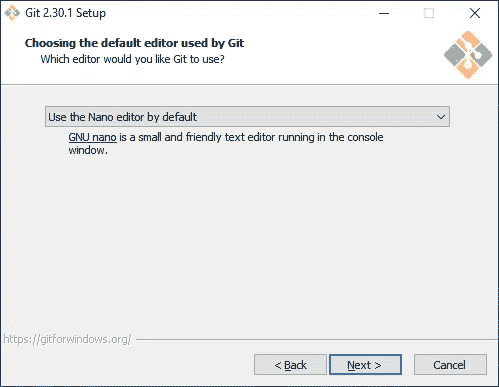 Git 2.30.1 Setup
Choosing the default editor used by Git
Which editor would you like Git to use?
Use the Nano editor by default
GNU nano is a small and friendly text editor running in the console
window.
https://gitforwindows.org/
< Back
Next >
Cancel